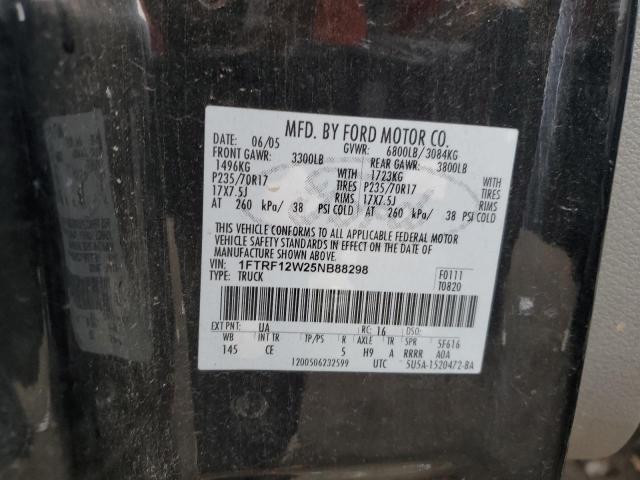 MFD. BY FORD MOTOR CO.
DATE: 06/05 GVWR: 6800LB/3084KG
FRONT GAWR: 3300LB REAR GAWR: 3800LB
1496KG WITH 1723KG WITH
P235/70R17 TIRES P235/70R17 TIRES
17X7.5J RIMS 17X7.5J RIMS
AT 260 kPa/ 38 PSI COLD AT 260 kPa/ 38 PSI COLD
THIS VEHICLE CONFORMS TO ALL APPLICABLE FEDERAL MOTOR
VEHICLE SAFETY STANDARDS IN EFFECT ON THE DATE OF
MANUFACTURE SHOWN ABOVE.
VIN: 1FTRF12W25NB88298
TYPE: TRUCK
F0111
T0820
EXT PNT: UA RC: 16 DSO:
WB INT TR TP/PS R AXLE TR SPR 5F616
145 CE 5 H9 A RRRR AOA
1200506232599 UTC 5U5A-1520472-BA